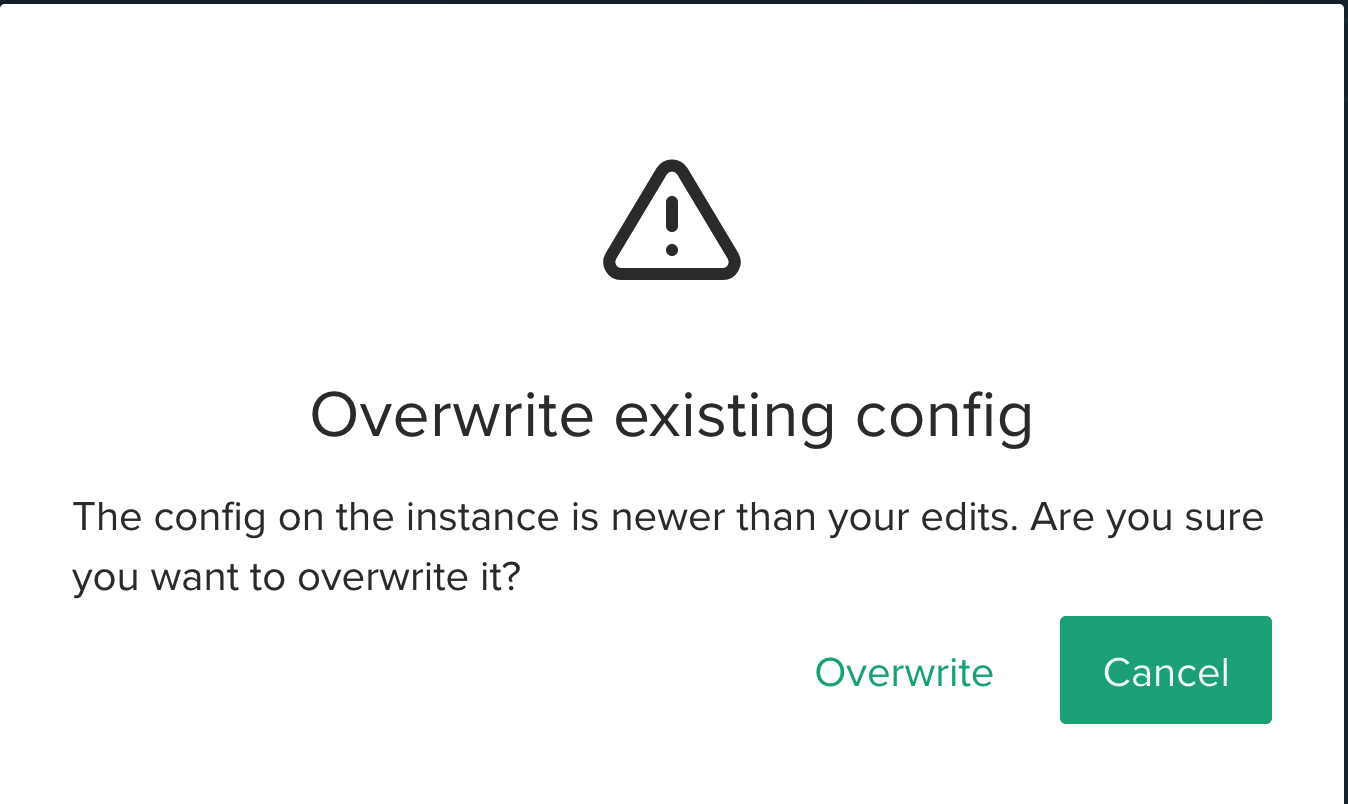 Overwrite existing config
The config on the instance is newer than your edits. Are you sure
you want to overwrite it?
Overwrite
Cancel